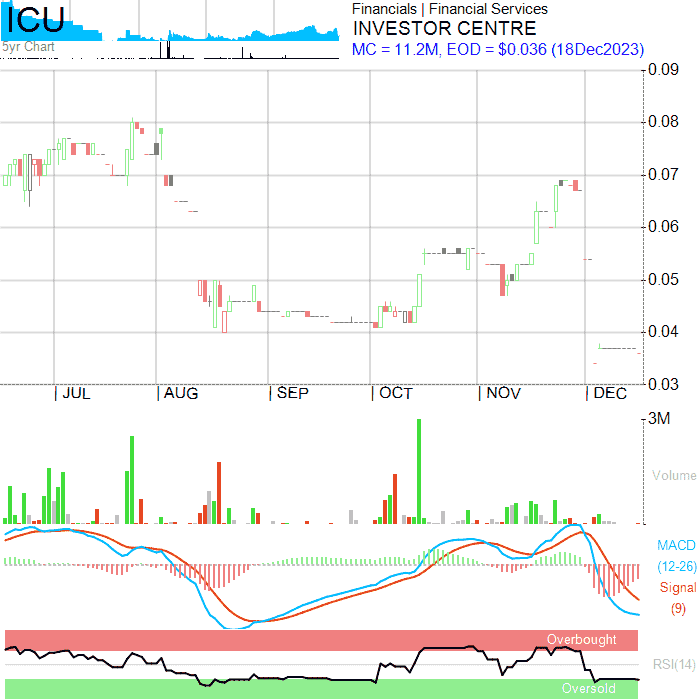 ICU
5yr Chart
Financials | Financial Services
INVESTOR CENTRE
MC = 11.2M, EOD = $0.036 (18Dec2023)
0.09
0.08
0.07
0.06
0.05
0.04
0.03
JUL AUG SEP OCT NOV DEC
3M
Volume
MACD
(12-26)
Signal
(9)
Overbought
RSI(14)
Oversold